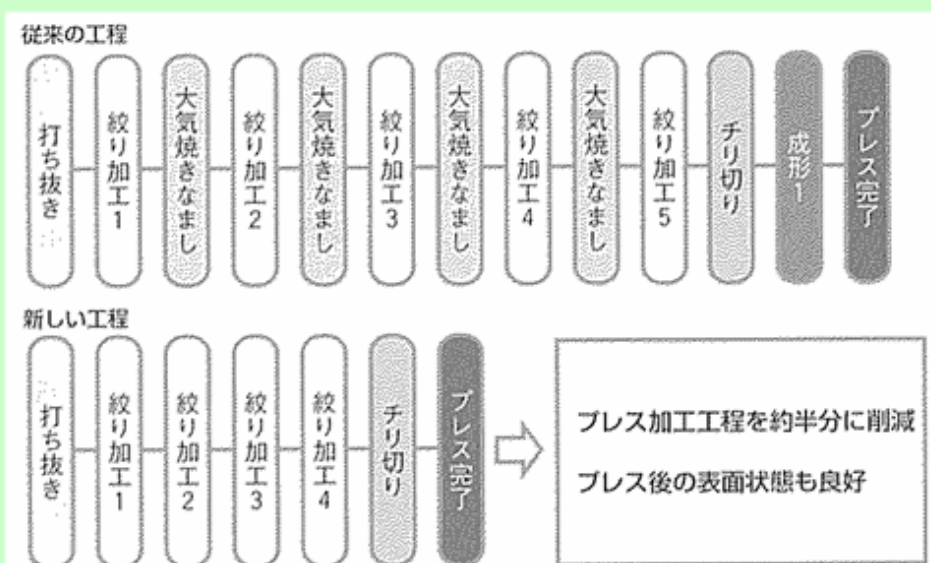 従来の工程
打ち抜き
絞り加工1
大気焼きなまし
絞り加工2
大気焼きなまし
絞り加工3
大気焼きなまし
絞り加工4
大気焼きなまし
絞り加工5
チリ切り
成形1
プレス完了
新しい工程
打ち抜き
絞り加工1
絞り加工2
絞り加工3
絞り加工4
チリ切り
プレス完了
プレス加工工程を約半分に削減
プレス後の表面状態も良好